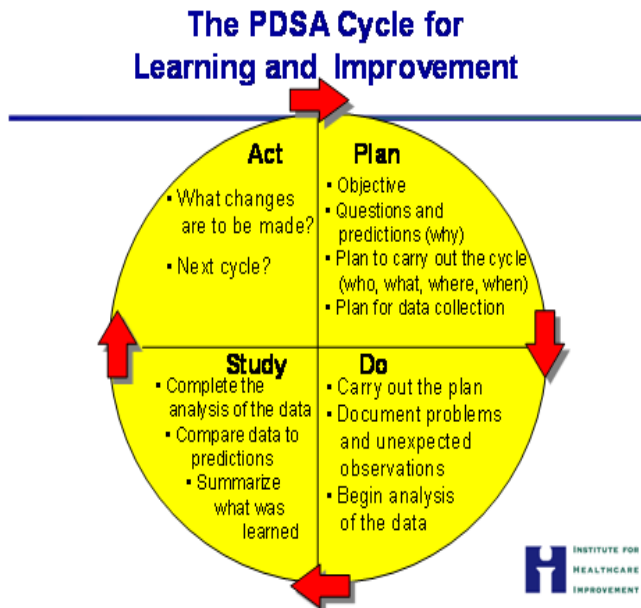 The PDSA Cycle for
Learning and Improvement
Act
▪ What changes
are to be made?
▪ Next cycle?
Plan
▪ Objective
▪ Questions and
predictions (why)
▪ Plan to carry out the cycle
(who, what, where, when)
▪ Plan for data collection
Study
▪ Complete the
analysis of the data
▪ Compare data to
predictions
▪ Summarize
what was
learned
Do
▪ Carry out the plan
▪ Document problems
and unexpected
observations
▪ Begin analysis
of the data
INSTITUTE FOR
HEALTHCARE
IMPROVEMENT